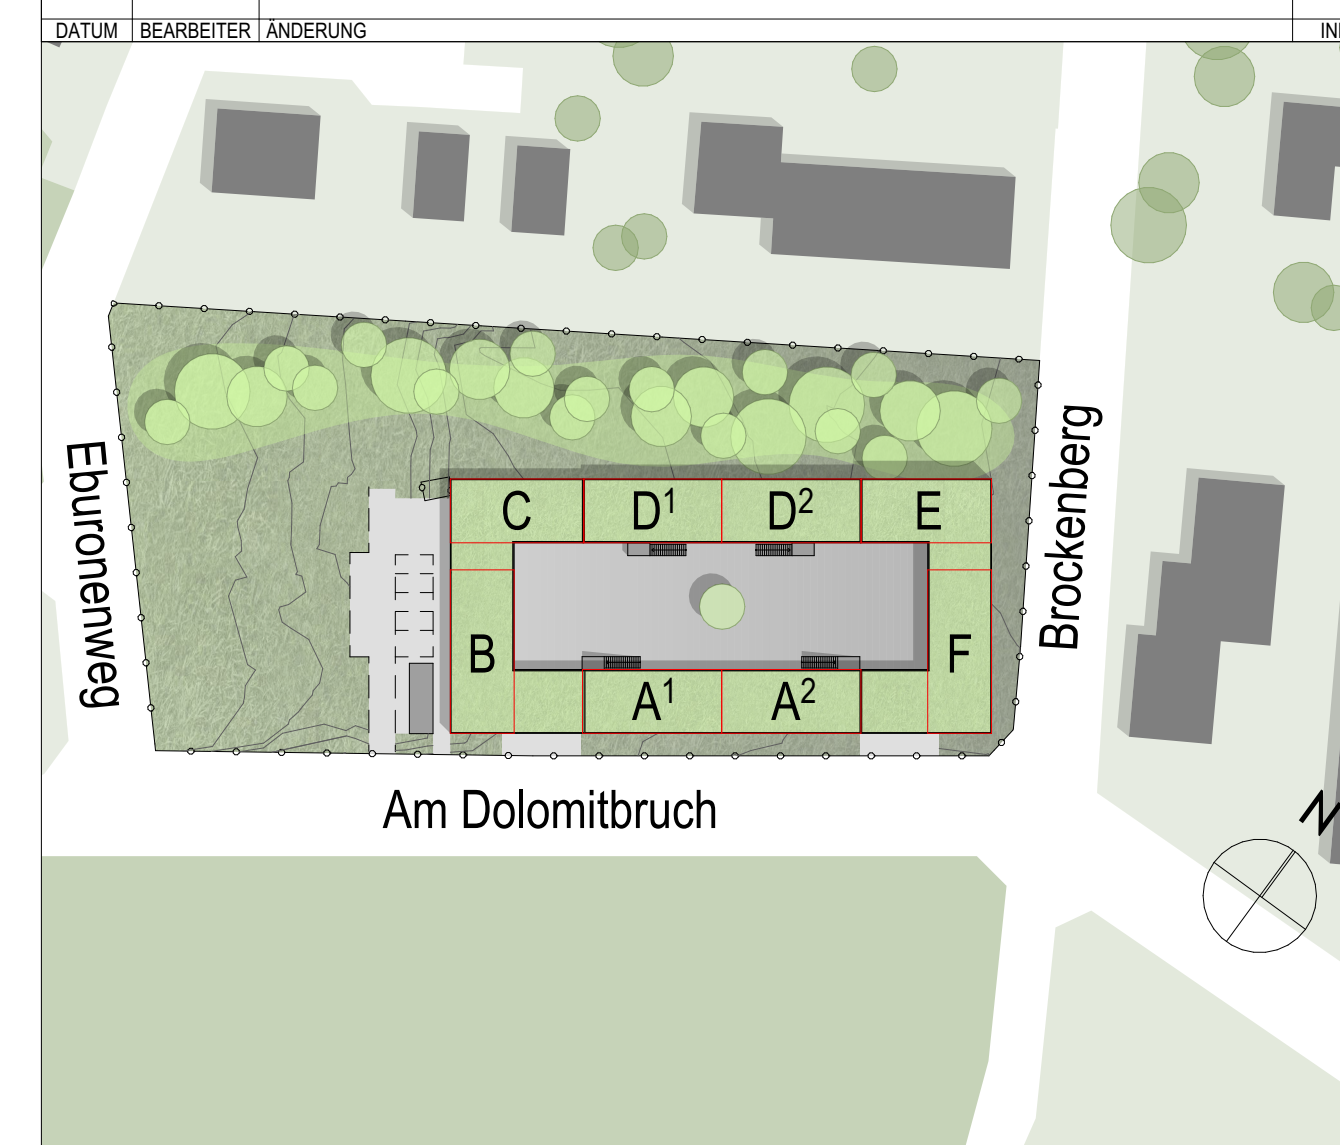 DATUM BEARBEITER ÄNDERUNG
C D¹ D² E
Eburonenweg
Brockenberg
B F
A¹ A²
Am Dolomitbruch
N